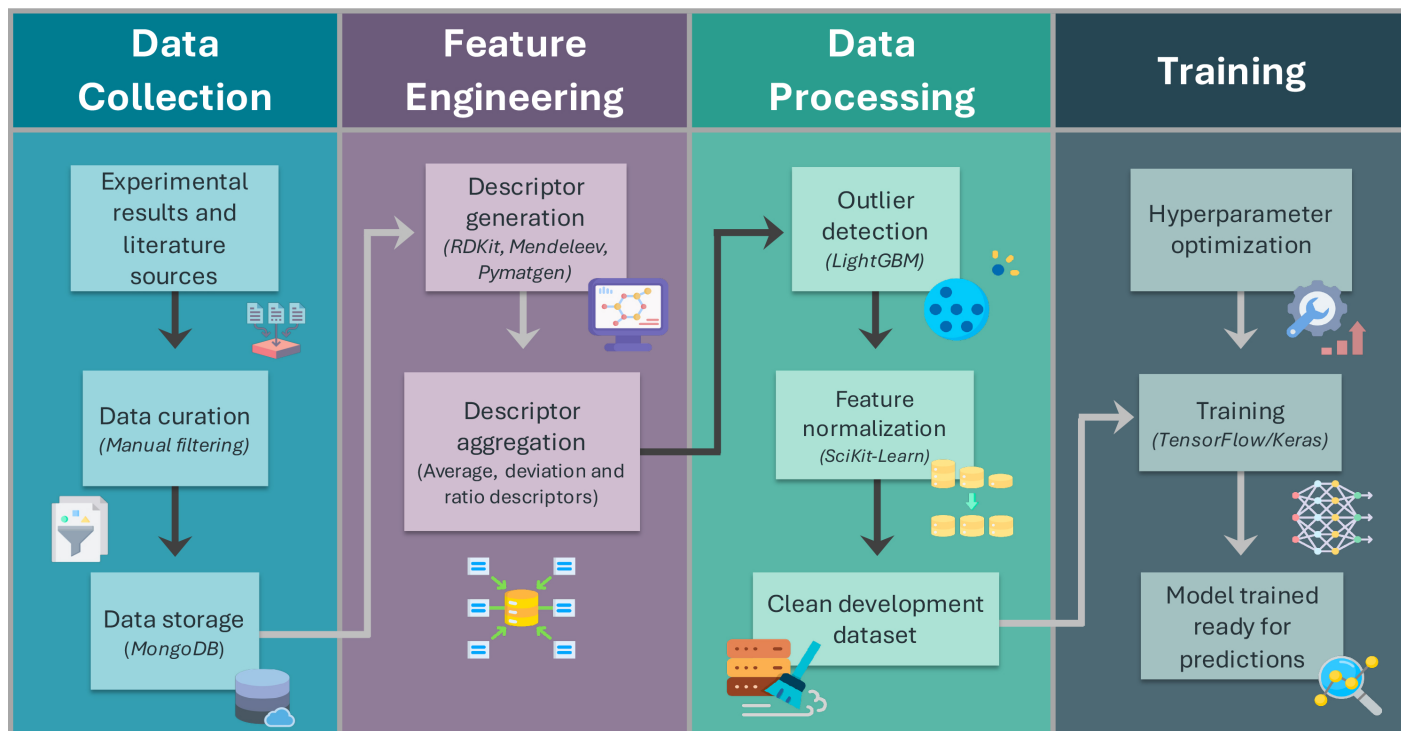 Data
Collection
Experimental
results and
literature
sources
Data curation
(Manual filtering)
Data storage
(MongoDB)
Feature
Engineering
Descriptor
generation
(RDKit, Mendeleev,
Pymatgen)
Descriptor
aggregation
(Average, deviation and
ratio descriptors)
Data
Processing
Outlier
detection
(LightGBM)
Feature
normalization
(SciKit-Learn)
Clean development
dataset
Training
Hyperparameter
optimization
Training
(TensorFlow/Keras)
Model trained
ready for
predictions